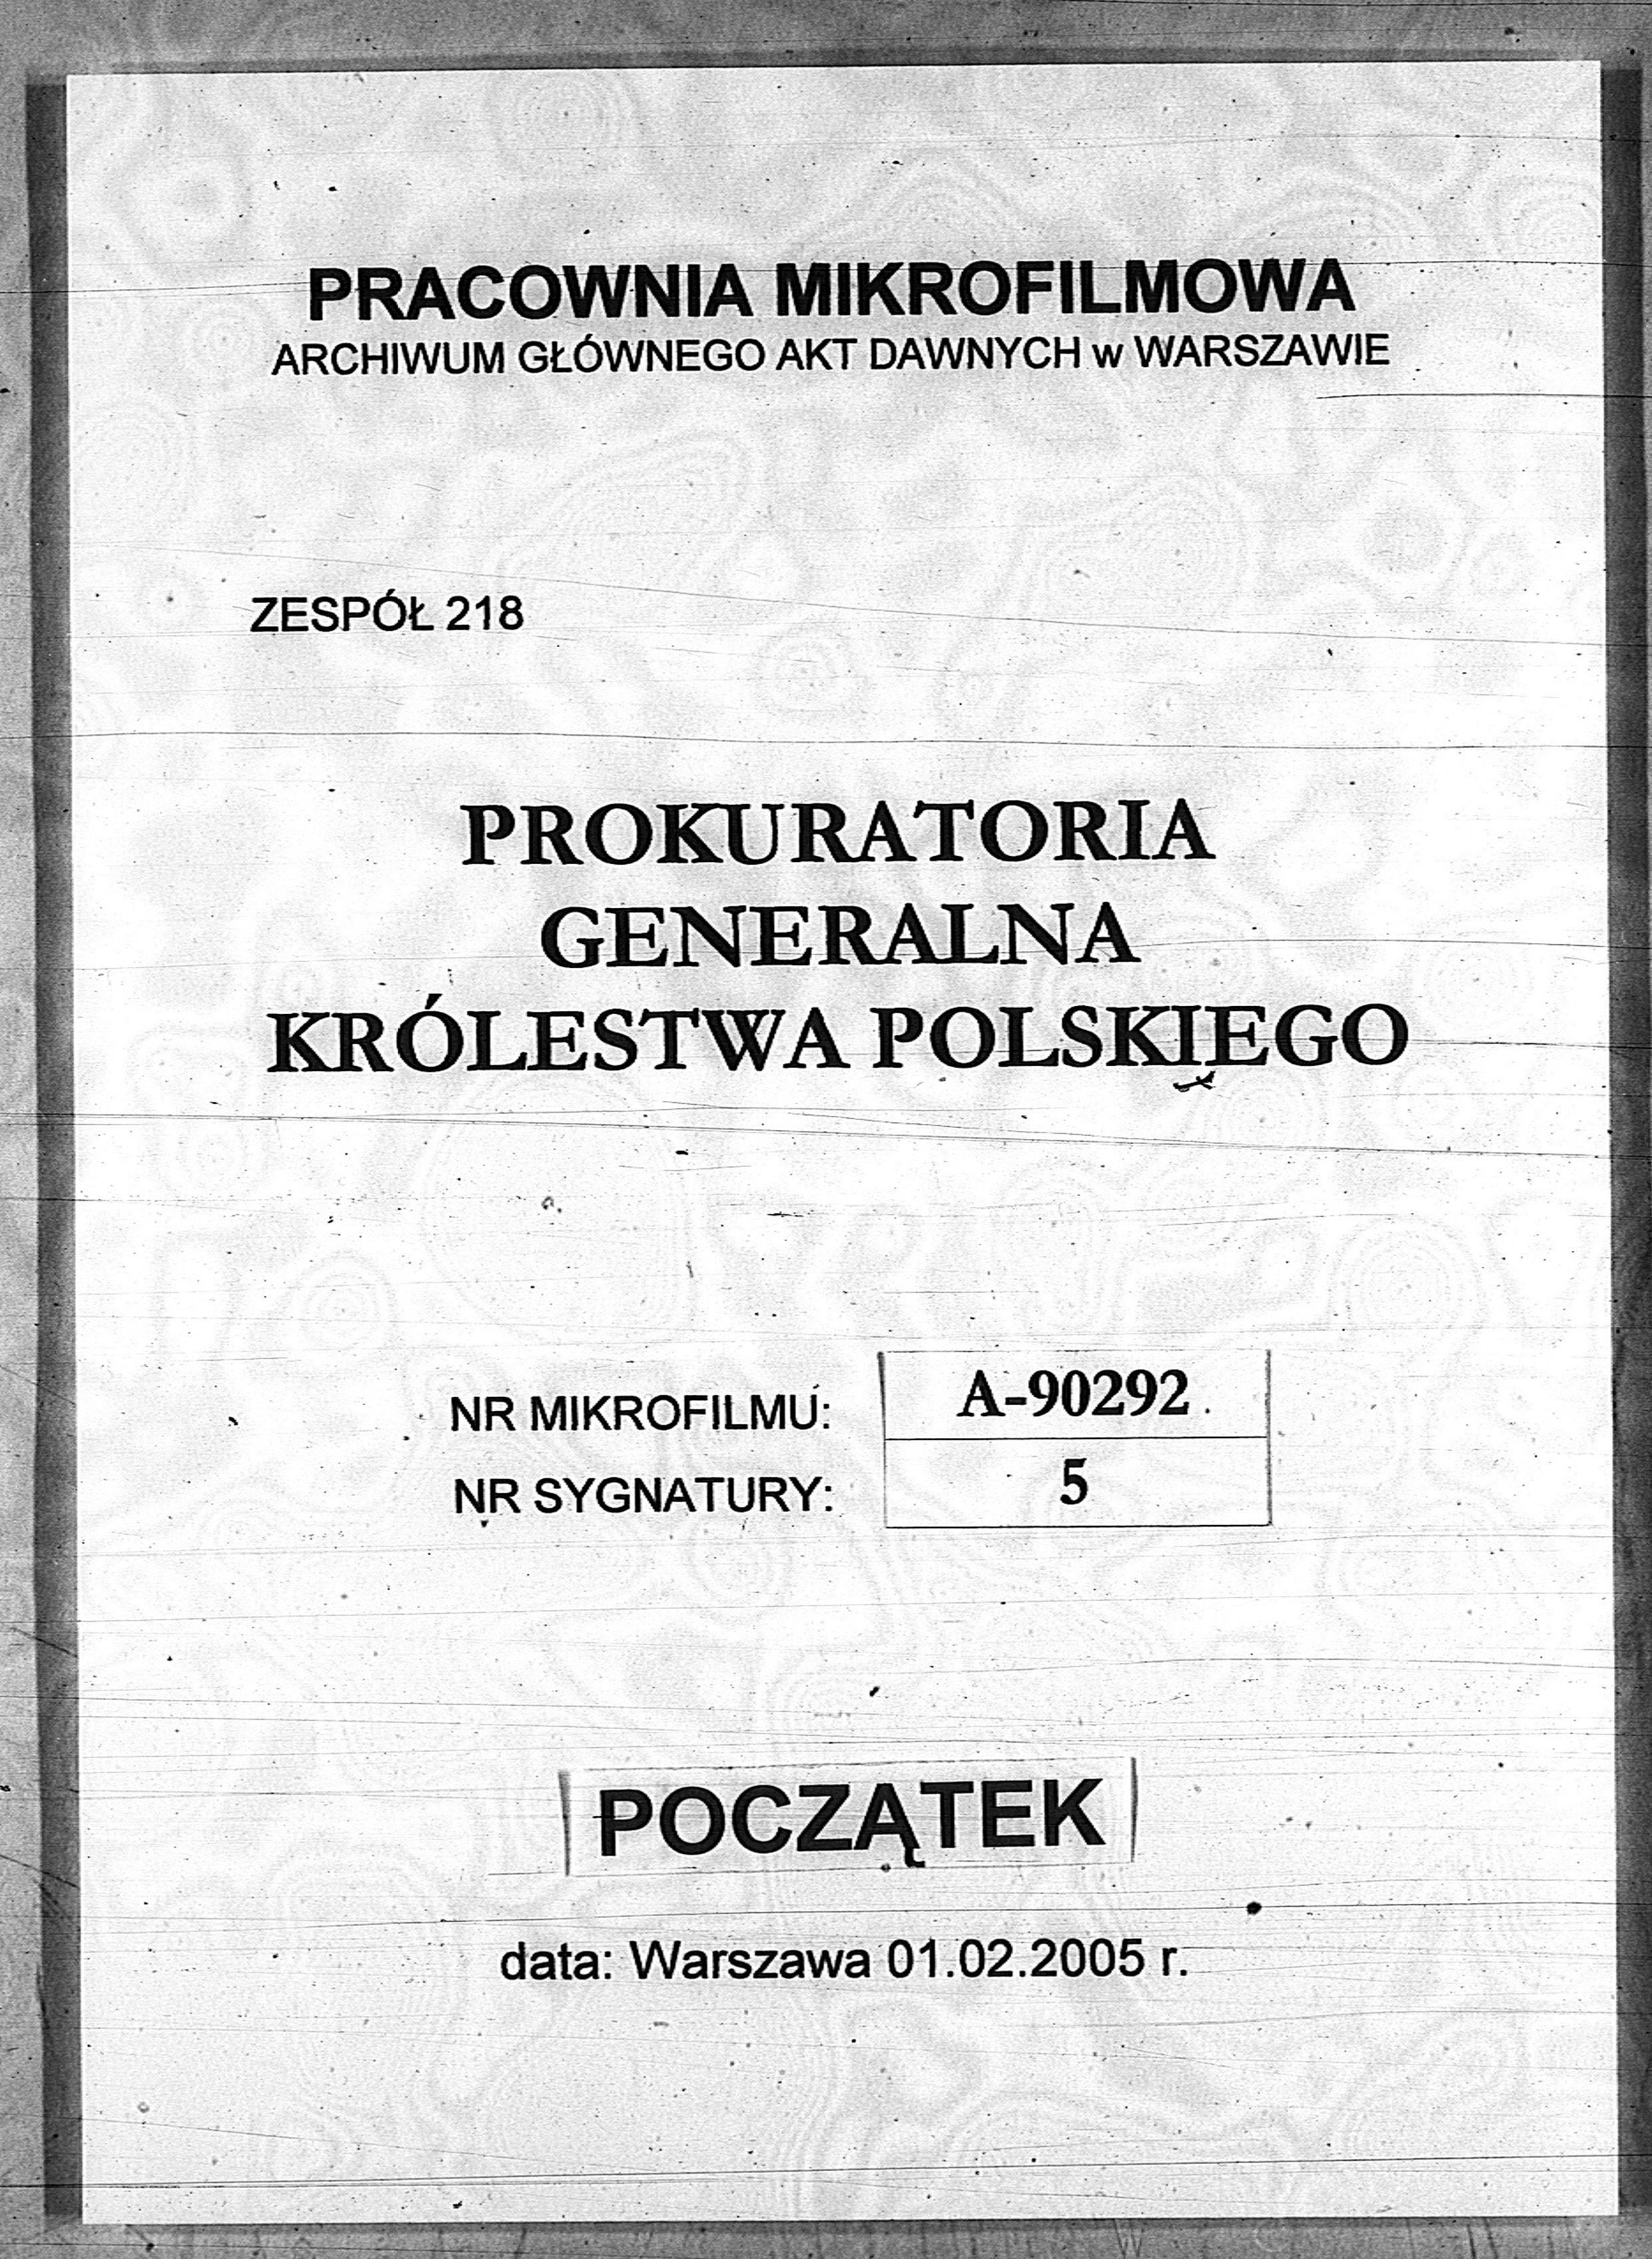 PRACOWNIA MIKROFILMOWA
ARCHIWUM GŁÓWNEGO AKT DAWNYCH w WARSZAWIE
ZESPÓŁ 218
PROKURATORIA
GENERALNA
KRÓLESTWA POLSKIEGO
NR MIKROFILMU: A-90292
NR SYGNATURY: 5
POCZĄTEK
data: Warszawa 01.02.2005 r.